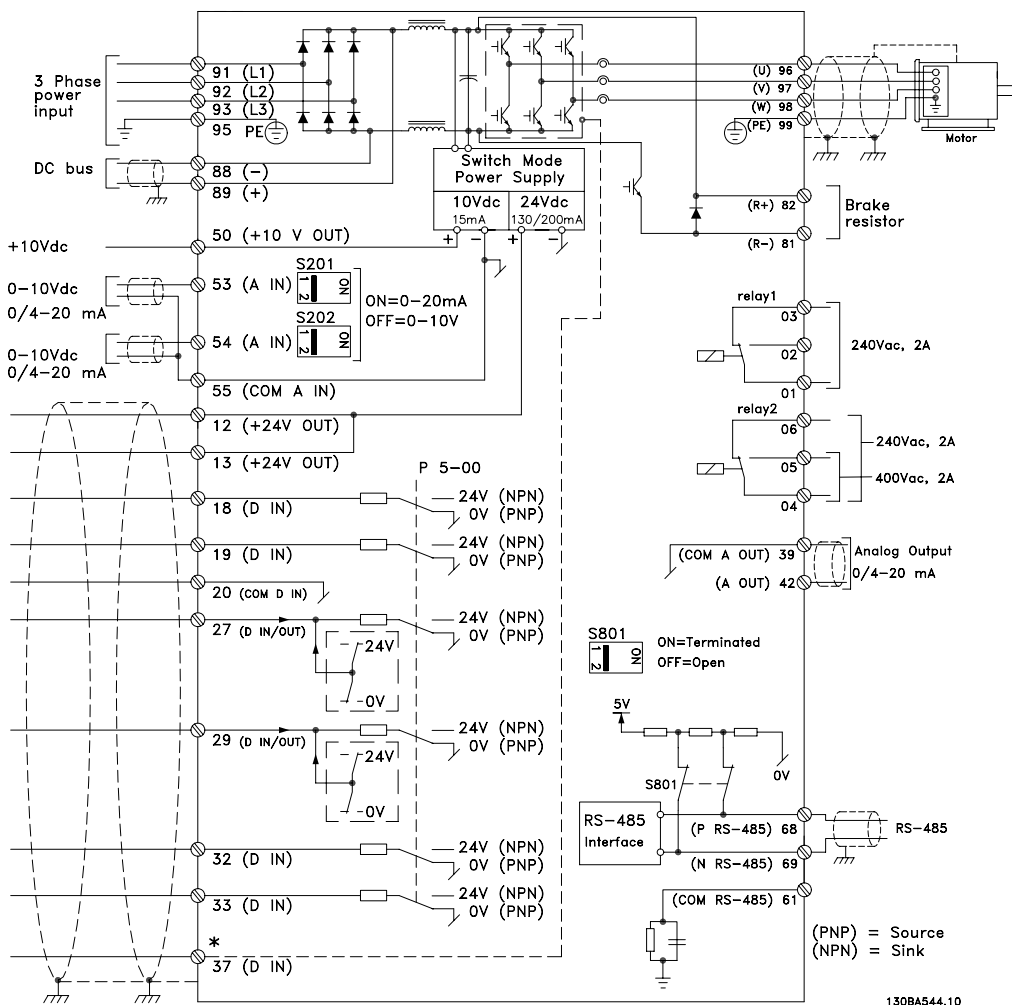 3 Phase
power
input
91 (L1)
92 (L2)
93 (L3)
95 PE
DC bus
88 (-)
89 (+)
Switch Mode
Power Supply
10Vdc
15mA
24Vdc
130/200mA
+ - + -
(U) 96
(V) 97
(W) 98
(PE) 99
Motor
(R+) 82
(R-) 81
Brake
resistor
+10Vdc
50 (+10 V OUT)
0-10Vdc
0/4-20 mA
53 (A IN)
S201
1 2
ON
ON=0-20mA
OFF=0-10V
S202
1 2
ON
0-10Vdc
0/4-20 mA
54 (A IN)
55 (COM A IN)
12 (+24V OUT)
13 (+24V OUT)
relay1
03
02
01
240Vac, 2A
relay2
06
05
04
240Vac, 2A
400Vac, 2A
P 5-00
18 (D IN)
24V (NPN)
0V (PNP)
19 (D IN)
24V (NPN)
0V (PNP)
20 (COM D IN)
27 (D IN/OUT)
24V (NPN)
0V (PNP)
24V
0V
29 (D IN/OUT)
24V (NPN)
0V (PNP)
24V
0V
32 (D IN)
24V (NPN)
0V (PNP)
33 (D IN)
24V (NPN)
0V (PNP)
*
37 (D IN)
(COM A OUT) 39
(A OUT) 42
Analog Output
0/4-20 mA
S801
1 2
ON
ON=Terminated
OFF=Open
5V
0V
S801
RS-485
Interface
(P RS-485) 68
(N RS-485) 69
RS-485
(COM RS-485) 61
(PNP) = Source
(NPN) = Sink
130BA544.10